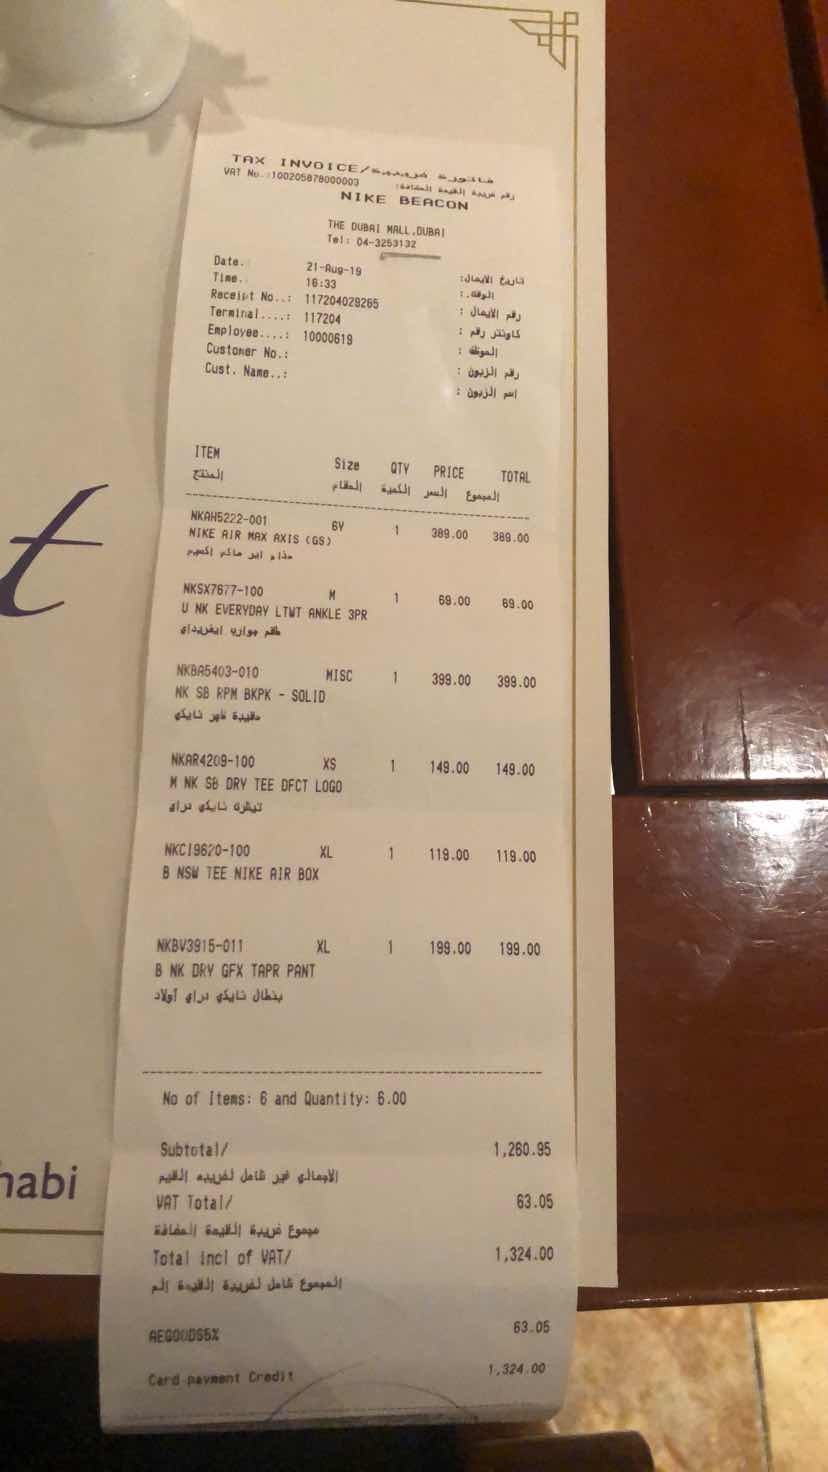 TAX INVOICE/فاتورة ضريبية
VAT No.:100205878000003 رقم ضريبة القيمة المضافة:
NIKE BEACON
THE DUBAI MALL,DUBAI
Tel: 04-3253132
Date. 21-Aug-19 تاريخ الايصال:
Time. 16:33 الوقت.:
Receipt No..: 117204029265 رقم الايصال :
Terminal....: 117204 كاونتر رقم :
Employee....: 10000619 الموظف :
Customer No.: رقم الزبون :
Cust. Name..: اسم الزبون :
ITEM Size QTY PRICE TOTAL
المنتج المقاس الكمية السعر المجموع
NKAH5222-001 6Y 1 389.00 389.00
NIKE AIR MAX AXIS (GS)
حذاء اير ماكس اكسيس
NKSX7677-100 M 1 69.00 69.00
U NK EVERYDAY LTWT ANKLE 3PR
طقم جوارب ايفريداي
NKBA5403-010 MISC 1 399.00 399.00
NK SB RPM BKPK - SOLID
حقيبة ظهر نايكي
NKAR4209-100 XS 1 149.00 149.00
M NK SB DRY TEE DFCT LOGO
تيشرت نايكي دراي
NKCI9620-100 XL 1 119.00 119.00
B NSW TEE NIKE AIR BOX
NKBV3915-011 XL 1 199.00 199.00
B NK DRY GFX TAPR PANT
بنطال نايكي دراي أولاد
No of Items: 6 and Quantity: 6.00
Subtotal/ 1,260.95
الاجمالي غير شامل لضريبه القيم
VAT Total/ 63.05
مجموع ضريبة القيمة المضافة
Total incl of VAT/ 1,324.00
المجموع شامل لضريبة القيمة الم
AEGOODS5% 63.05
Card payment Credit 1,324.00
t
habi